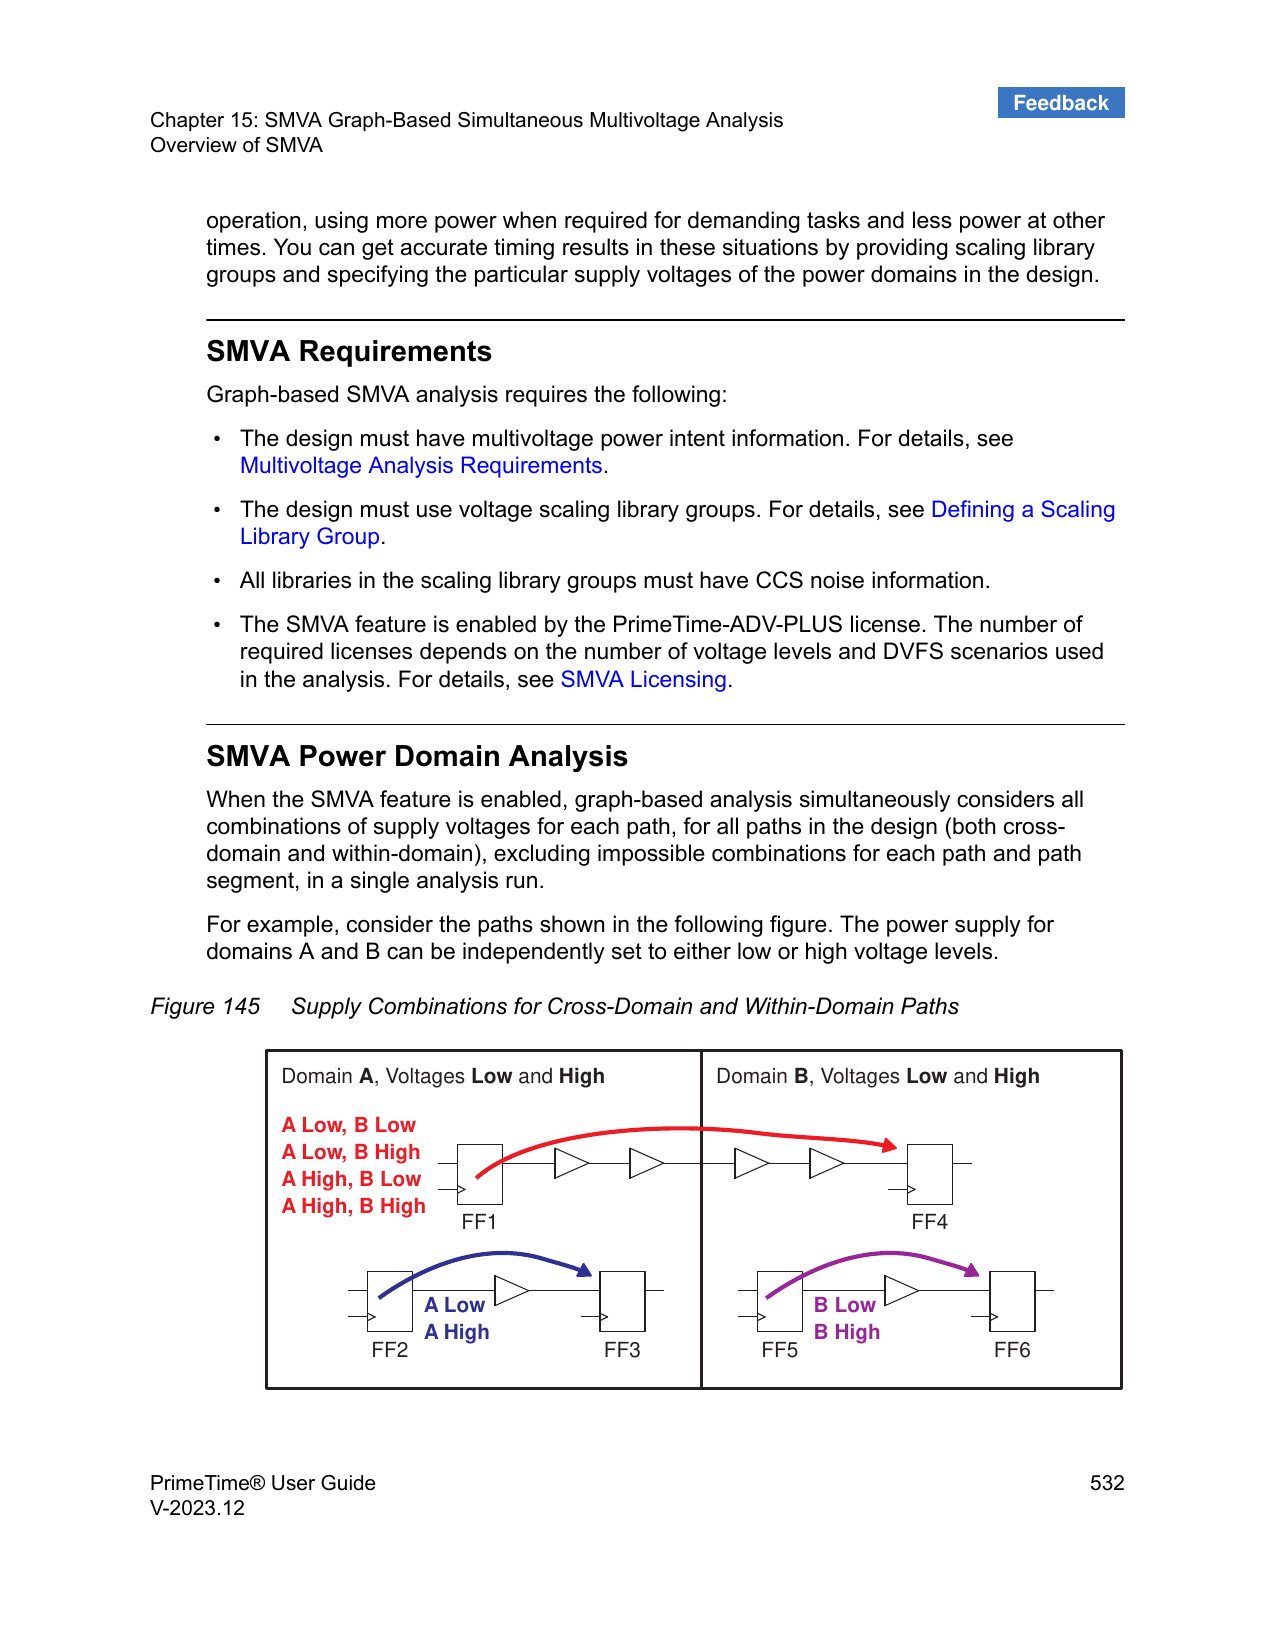 Feedback
Chapter 15: SMVA Graph-Based Simultaneous Multivoltage Analysis
Overview of SMVA
operation, using more power when required for demanding tasks and less power at other
times. You can get accurate timing results in these situations by providing scaling library
groups and specifying the particular supply voltages of the power domains in the design.
SMVA Requirements
Graph-based SMVA analysis requires the following:
• The design must have multivoltage power intent information. For details, see
Multivoltage Analysis Requirements.
• The design must use voltage scaling library groups. For details, see Defining a Scaling
Library Group.
• All libraries in the scaling library groups must have CCS noise information.
• The SMVA feature is enabled by the PrimeTime-ADV-PLUS license. The number of
required licenses depends on the number of voltage levels and DVFS scenarios used
in the analysis. For details, see SMVA Licensing.
SMVA Power Domain Analysis
When the SMVA feature is enabled, graph-based analysis simultaneously considers all
combinations of supply voltages for each path, for all paths in the design (both cross-
domain and within-domain), excluding impossible combinations for each path and path
segment, in a single analysis run.
For example, consider the paths shown in the following figure. The power supply for
domains A and B can be independently set to either low or high voltage levels.
Figure 145 Supply Combinations for Cross-Domain and Within-Domain Paths
Domain A, Voltages Low and High
Domain B, Voltages Low and High
A Low, B Low
A Low, B High
A High, B Low
A High, B High
FF1
FF4
A Low
A High
B Low
B High
FF2
FF3
FF5
FF6
PrimeTime® User Guide
532
V-2023.12